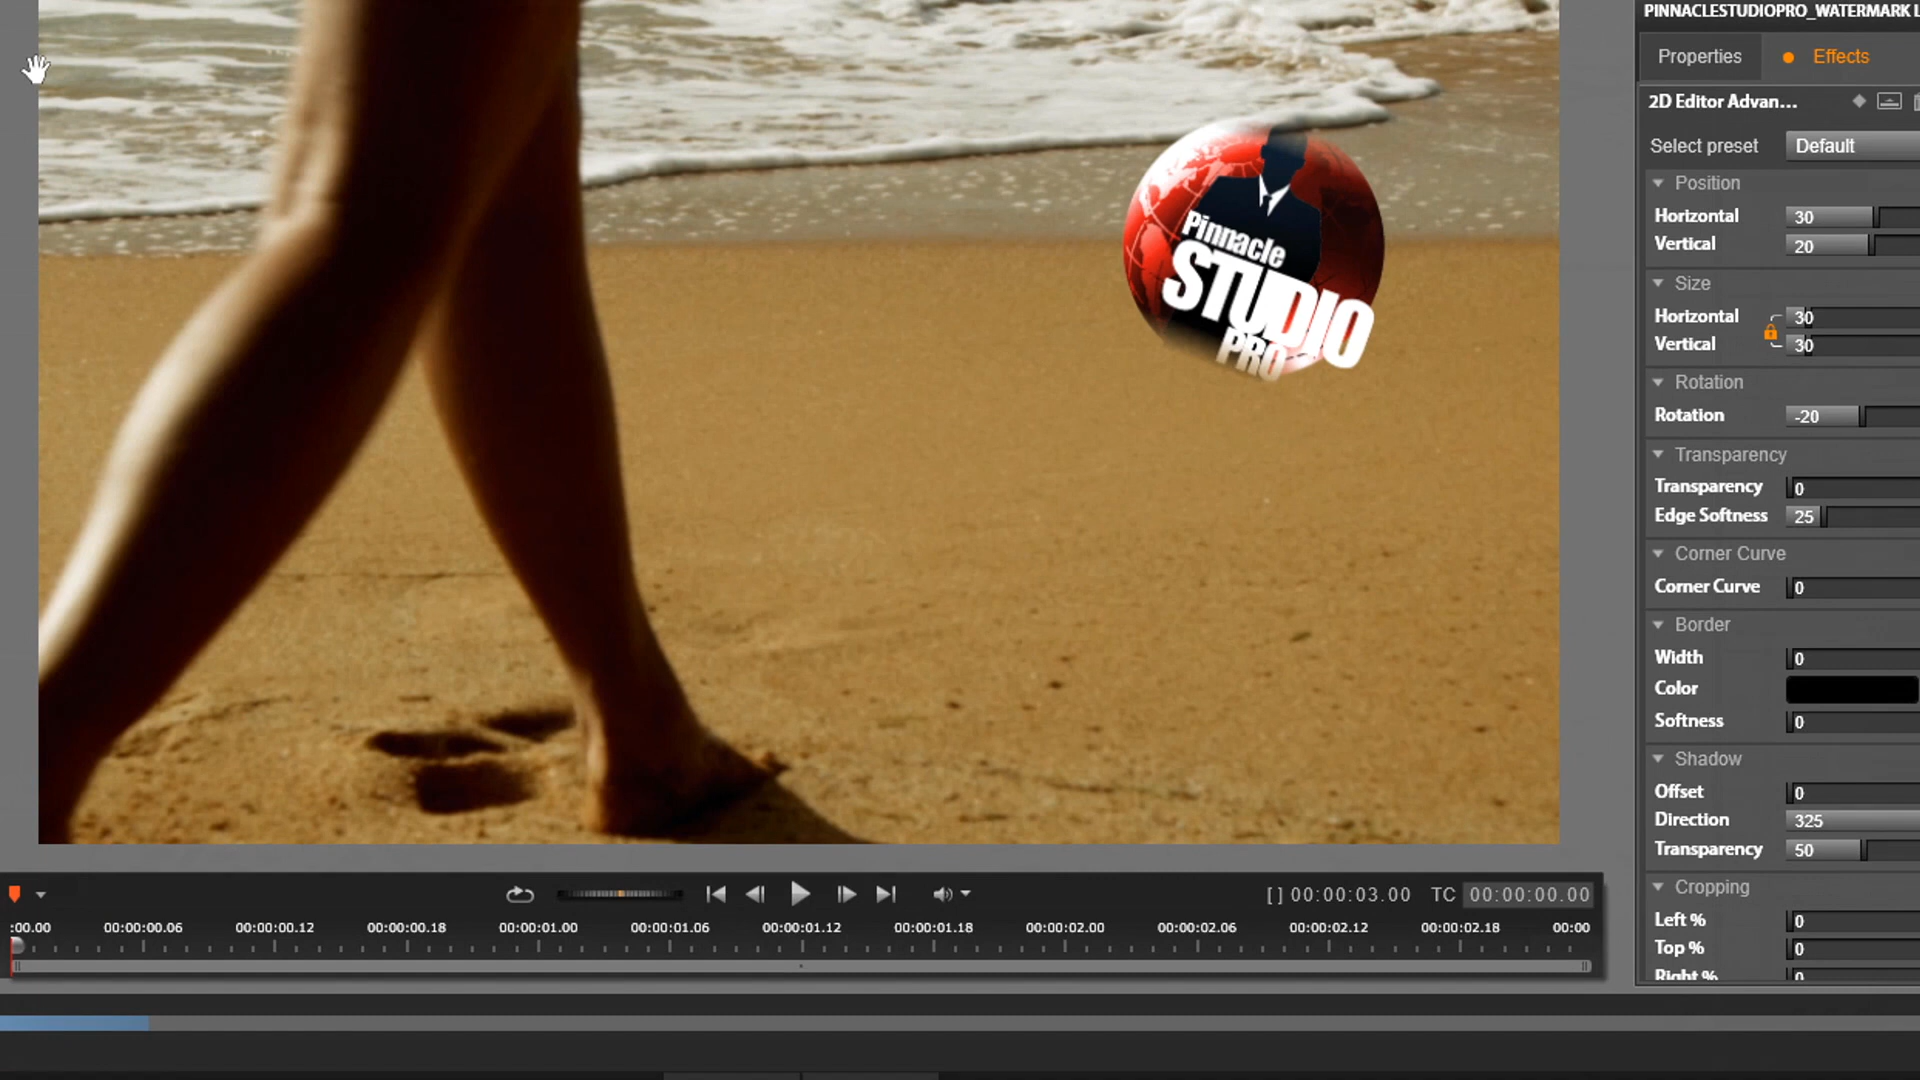 PINNACLESTUDIOPRO_WATERMARK L
Properties
Effects
2D Editor Advan...
Select preset
Default
Position
Horizontal
30
Vertical
20
Size
Horizontal
30
Vertical
30
Rotation
Rotation
-20
Transparency
Transparency
0
Edge Softness
25
Corner Curve
Corner Curve
0
Border
Width
0
Color
Softness
0
Shadow
Offset
0
Direction
325
Transparency
50
Cropping
Left %
0
Top %
0
Right %
0
Pinnacle
STUDIO
PRO
[ ] 00:00:03.00
TC 00:00:00.00
:00.00
00:00:00.06
00:00:00.12
00:00:00.18
00:00:01.00
00:00:01.06
00:00:01.12
00:00:01.18
00:00:02.00
00:00:02.06
00:00:02.12
00:00:02.18
00:00